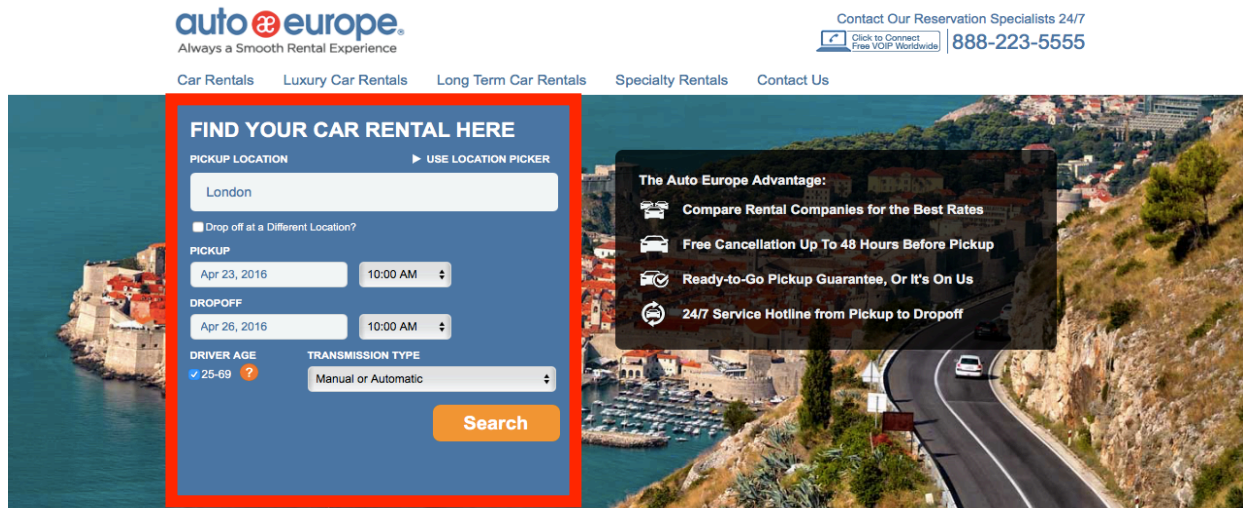 auto æ europe®
Always a Smooth Rental Experience
Contact Our Reservation Specialists 24/7
Click to Connect
Free VOIP Worldwide
888-223-5555
Car Rentals Luxury Car Rentals Long Term Car Rentals Specialty Rentals Contact Us
FIND YOUR CAR RENTAL HERE
PICKUP LOCATION ▶ USE LOCATION PICKER
London
Drop off at a Different Location?
PICKUP
Apr 23, 2016 10:00 AM
DROPOFF
Apr 26, 2016 10:00 AM
DRIVER AGE TRANSMISSION TYPE
25-69 ? Manual or Automatic
Search
The Auto Europe Advantage:
Compare Rental Companies for the Best Rates
Free Cancellation Up To 48 Hours Before Pickup
Ready-to-Go Pickup Guarantee, Or It's On Us
24/7 Service Hotline from Pickup to Dropoff